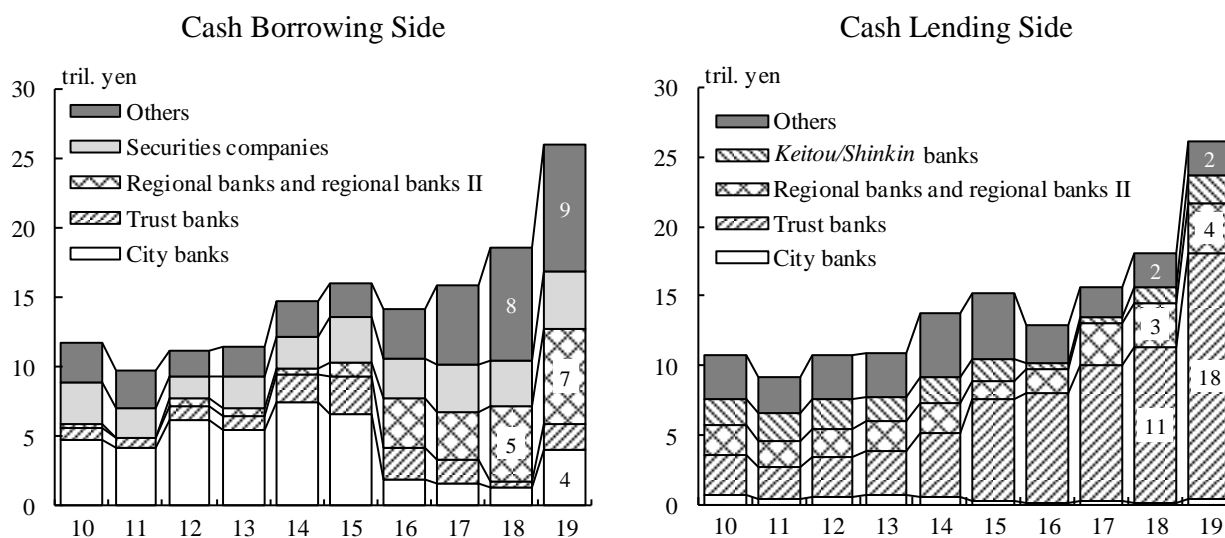 Cash Borrowing Side
tril. yen
30
25
20
15
10
5
0
Others
Securities companies
Regional banks and regional banks II
Trust banks
City banks
9
8
7
5
4
10 11 12 13 14 15 16 17 18 19
Cash Lending Side
tril. yen
30
25
20
15
10
5
0
Others
Keitou/Shinkin banks
Regional banks and regional banks II
Trust banks
City banks
2
4
2
3
18
11
10 11 12 13 14 15 16 17 18 19